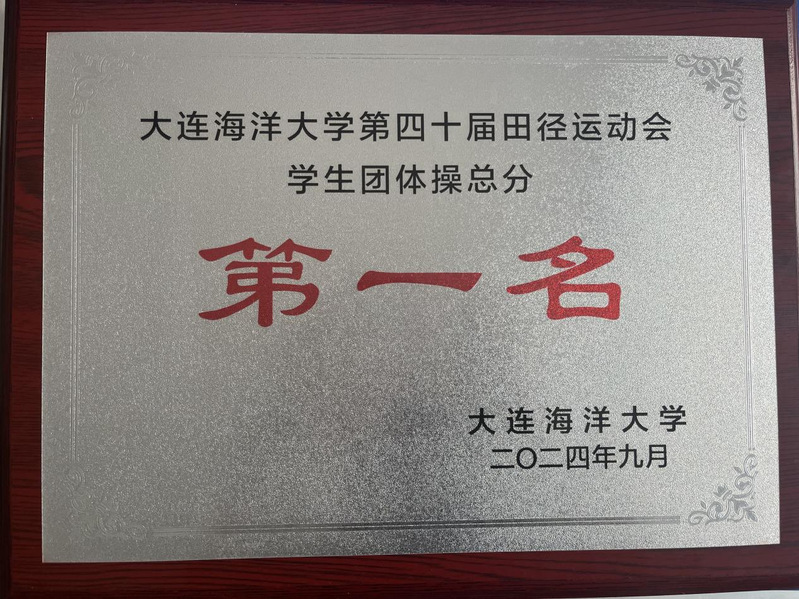 大连海洋大学第四十届田径运动会
学生团体操总分
第一名
大连海洋大学
二〇二四年九月